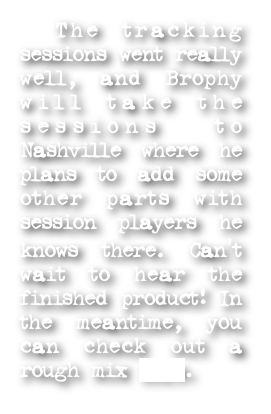 The tracking
sessions went really
well, and Brophy
will take the
sessions to
Nashville where he
plans to add some
other parts with
session players he
knows there. Can't
wait to hear the
finished product! In
the meantime, you
can check out a
rough mix .